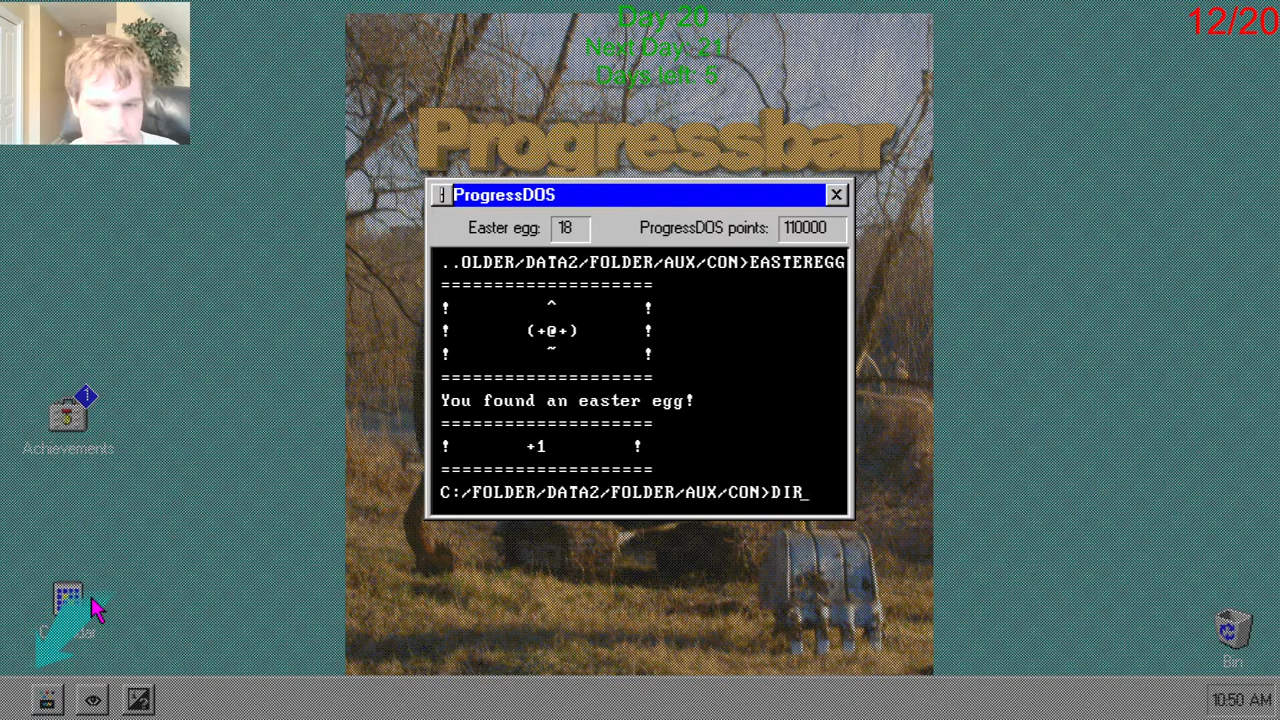 Day 20
Next Day: 21
Days left: 5
12/20
Progressbar
ProgressDOS
Easter egg: 18 ProgressDOS points: 110000
..OLDER/DATA2/FOLDER/AUX/CON>EASTEREGG
====================
! ^ !
! (+@+) !
! ~ !
====================
You found an easter egg!
====================
! +1 !
====================
C:/FOLDER/DATA2/FOLDER/AUX/CON>DIR_
1
Achievements
Bin
10:50 AM